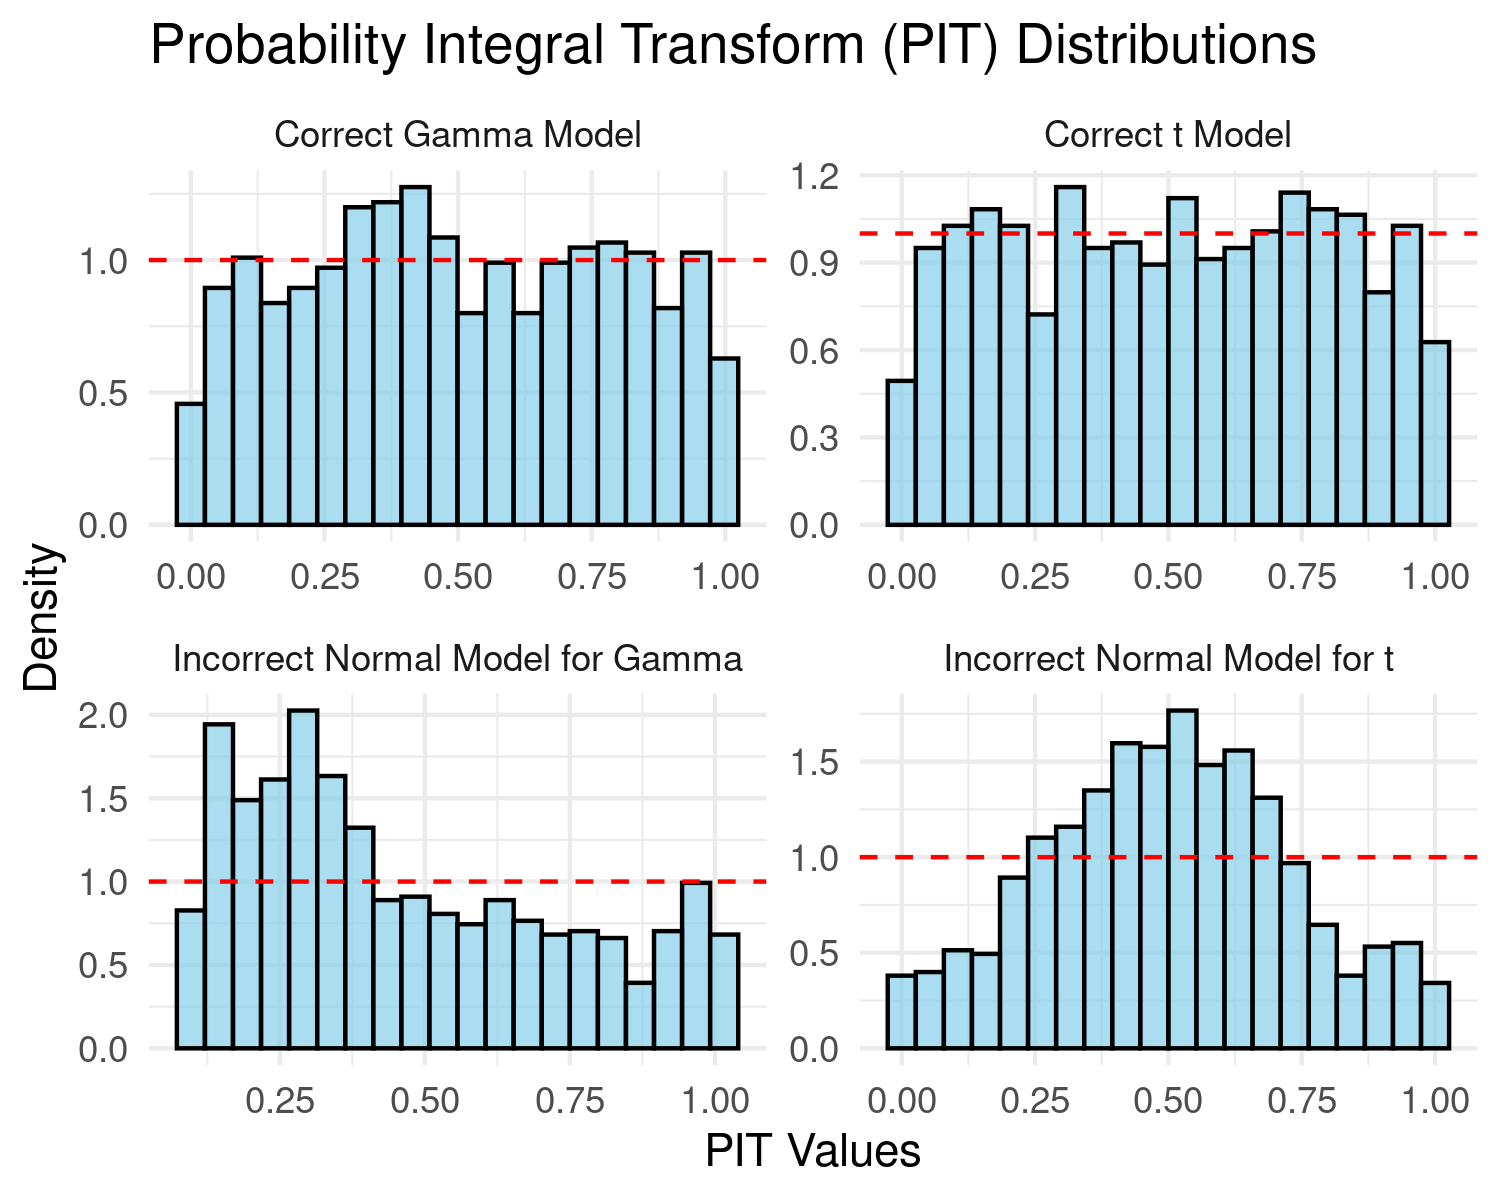 Probability Integral Transform (PIT) Distributions
Correct Gamma Model
Correct t Model
1.0
0.5
0.0
0.00 0.25 0.50 0.75 1.00
1.2
0.9
0.6
0.3
0.0
0.00 0.25 0.50 0.75 1.00
Density
Incorrect Normal Model for Gamma
Incorrect Normal Model for t
2.0
1.5
1.0
0.5
0.0
0.25 0.50 0.75 1.00
1.5
1.0
0.5
0.0
0.00 0.25 0.50 0.75 1.00
PIT Values